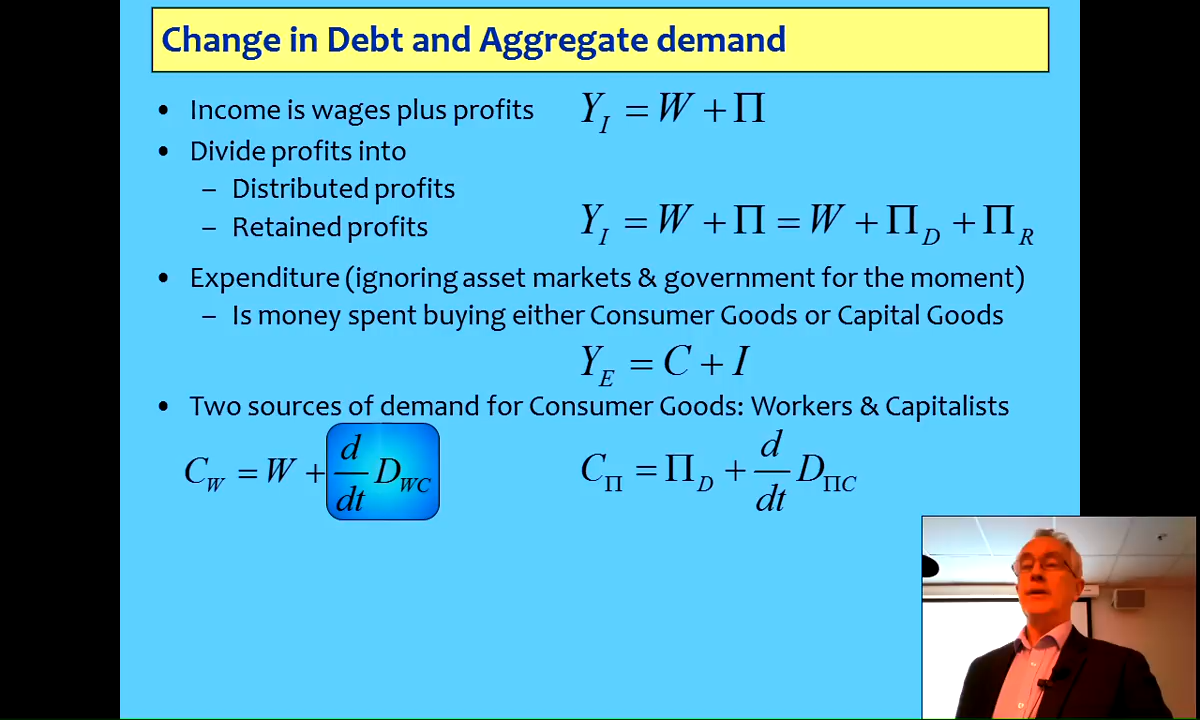 Change in Debt and Aggregate demand
• Income is wages plus profits Y_I = W + Π
• Divide profits into
– Distributed profits
– Retained profits Y_I = W + Π = W + Π_D + Π_R
• Expenditure (ignoring asset markets & government for the moment)
– Is money spent buying either Consumer Goods or Capital Goods
Y_E = C + I
• Two sources of demand for Consumer Goods: Workers & Capitalists
C_W = W + d/dt D_WC C_Π = Π_D + d/dt D_ΠC